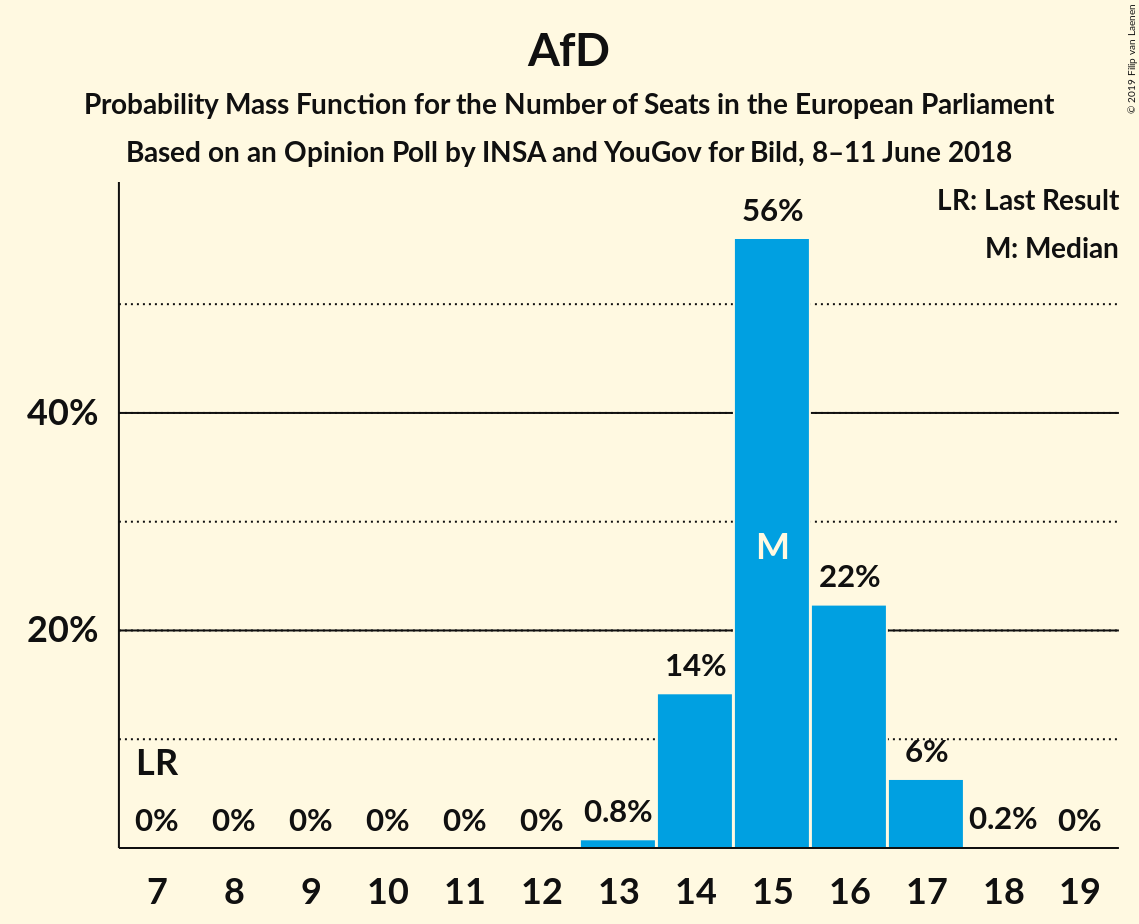 AfD
Probability Mass Function for the Number of Seats in the European Parliament
Based on an Opinion Poll by INSA and YouGov for Bild, 8–11 June 2018
© 2019 Filip van Laenen
LR: Last Result
M: Median
56%
40%
M
22%
20%
14%
LR
6%
0% 0% 0% 0% 0% 0% 0.8% 0.2% 0%
7 8 9 10 11 12 13 14 15 16 17 18 19